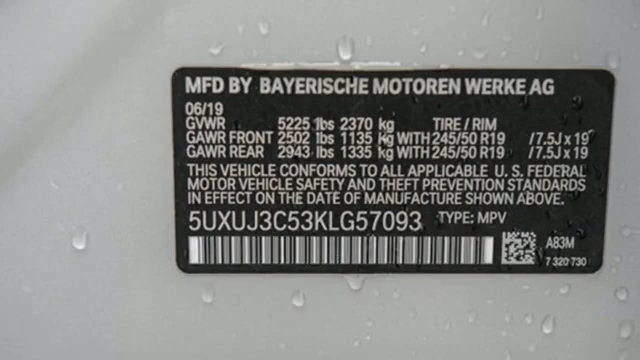 MFD BY BAYERISCHE MOTOREN WERKE AG
06/19
GVWR 5225 lbs 2370 kg TIRE / RIM
GAWR FRONT 2502 lbs 1135 kg WITH 245/50 R19 /7.5J x 19
GAWR REAR 2943 lbs 1335 kg WITH 245/50 R19 /7.5J x 19
THIS VEHICLE CONFORMS TO ALL APPLICABLE U. S. FEDERAL
MOTOR VEHICLE SAFETY AND THEFT PREVENTION STANDARDS
IN EFFECT ON THE DATE OF MANUFACTURE SHOWN ABOVE.
5UXUJ3C53KLG57093 TYPE: MPV
A83M
7 320 730